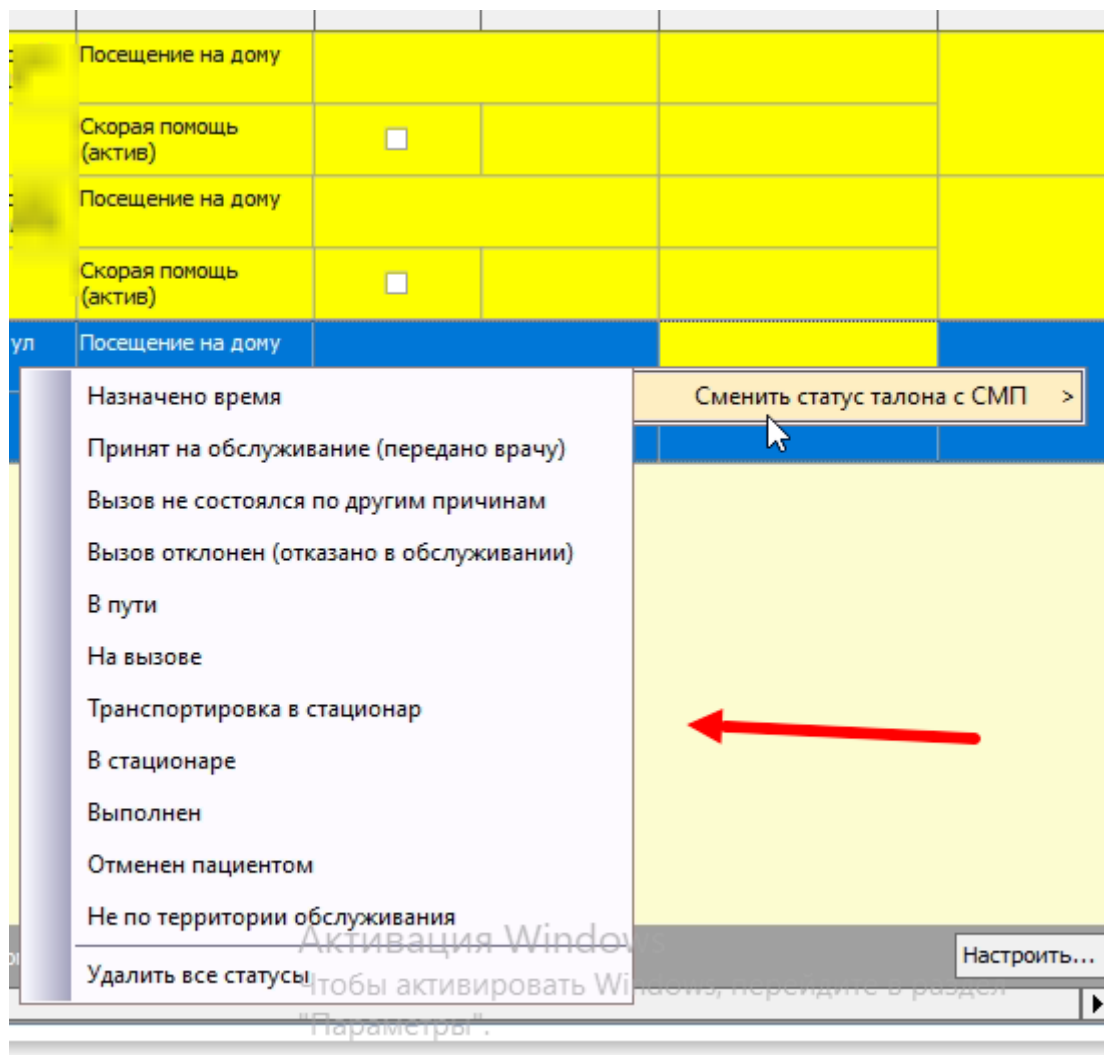 Посещение на дому
Скорая помощь
(актив)
Посещение на дому
Скорая помощь
(актив)
ул
Посещение на дому
Сменить статус талона с СМП >
Назначено время
Принят на обслуживание (передано врачу)
Вызов не состоялся по другим причинам
Вызов отклонен (отказано в обслуживании)
В пути
На вызове
Транспортировка в стационар
В стационаре
Выполнен
Отменен пациентом
Не по территории обслуживания
Удалить все статусы
Активация Windows
Чтобы активировать Windows, перейдите в раздел
"Параметры".
Настроить...